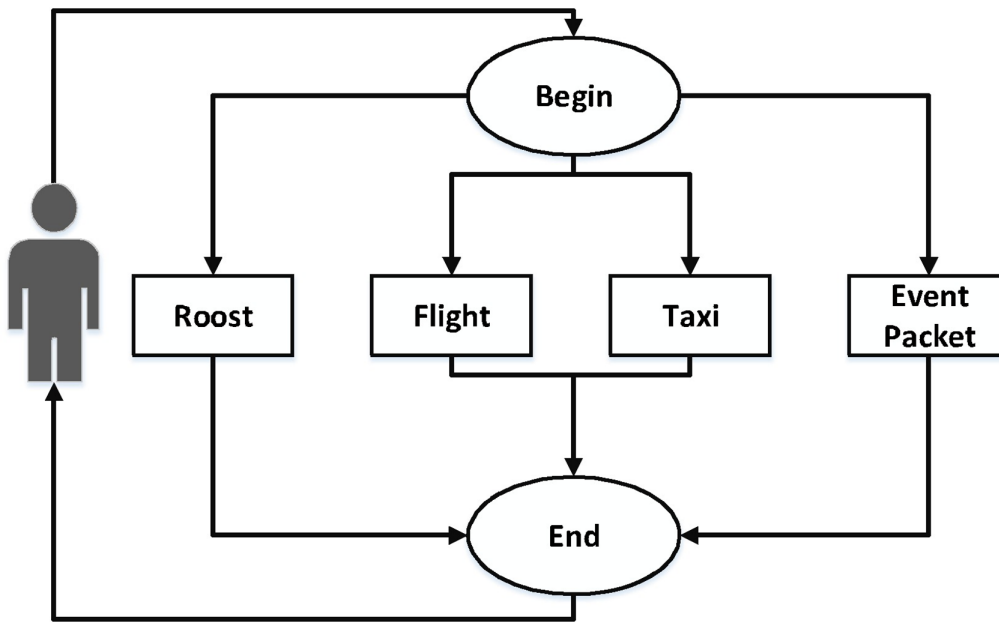 Begin
Roost
Flight
Taxi
Event
Packet
End